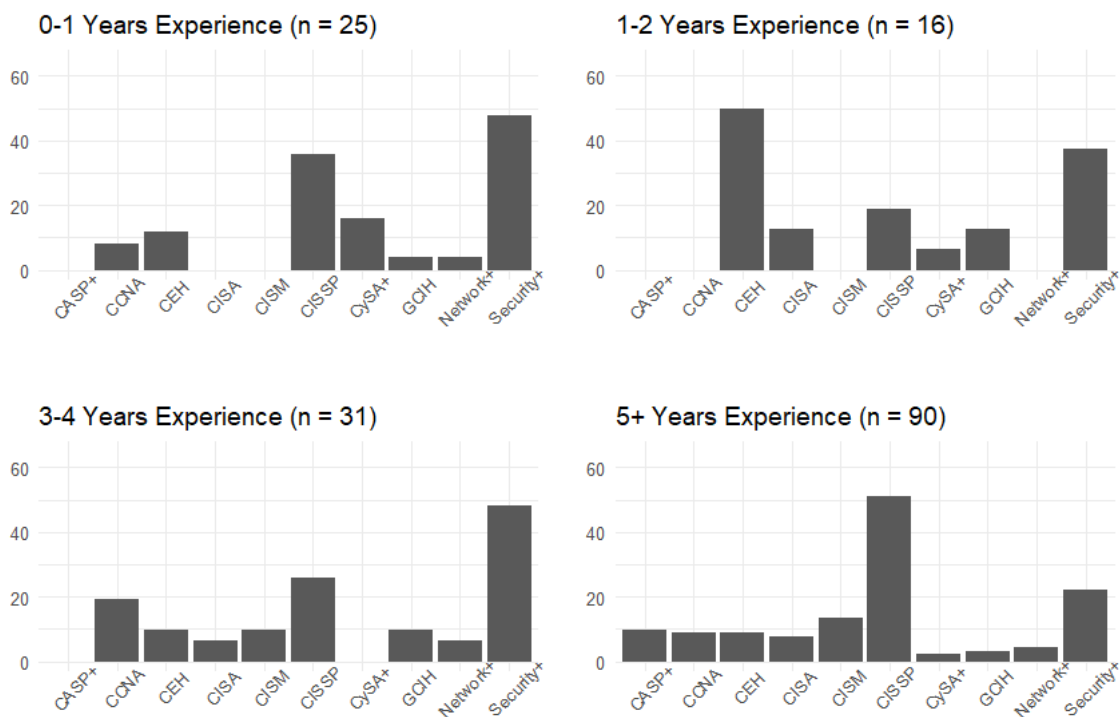 0-1 Years Experience (n = 25)
60
40
20
0
CASP+ CCNA CEH CISA CISM CISSP CySA+ GCIH Network+ Security+
1-2 Years Experience (n = 16)
60
40
20
0
CASP+ CCNA CEH CISA CISM CISSP CySA+ GCIH Network+ Security+
3-4 Years Experience (n = 31)
60
40
20
0
CASP+ CCNA CEH CISA CISM CISSP CySA+ GCIH Network+ Security+
5+ Years Experience (n = 90)
60
40
20
0
CASP+ CCNA CEH CISA CISM CISSP CySA+ GCIH Network+ Security+